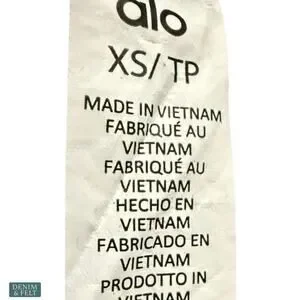 alo
XS/ TP
MADE IN VIETNAM
FABRIQUÉ AU
VIETNAM
FABRIQUÉ AU
VIETNAM
HECHO EN
VIETNAM
FABRICADO EN
VIETNAM
PRODOTTO IN
VIETNAM
DENIM
& FELT